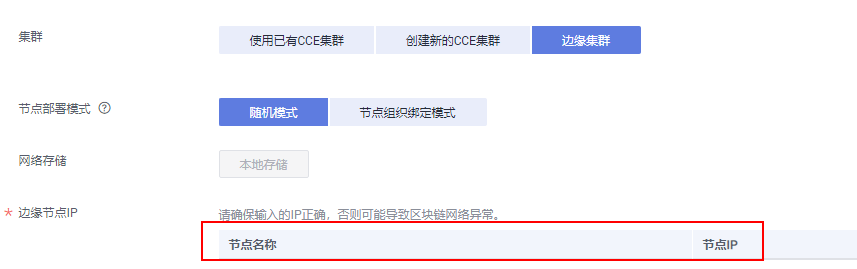 集群
使用已有CCE集群 创建新的CCE集群 边缘集群
节点部署模式 ?
随机模式 节点组织绑定模式
网络存储 本地存储
* 边缘节点IP 请确保输入的IP正确，否则可能导致区块链网络异常。
节点名称 节点IP